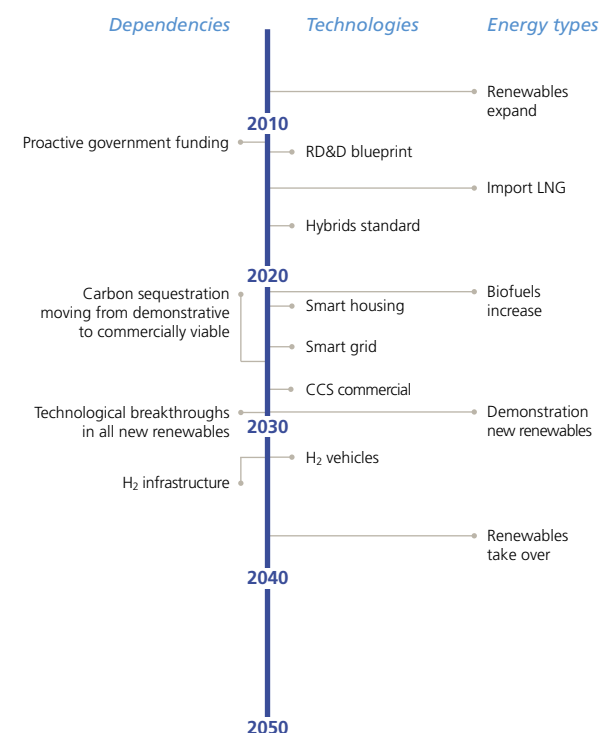 Dependencies
Technologies
Energy types
Renewables
expand
2010
Proactive government funding
RD&D blueprint
Import LNG
Hybrids standard
2020
Carbon sequestration
moving from demonstrative
to commercially viable
Biofuels
increase
Smart housing
Smart grid
CCS commercial
Technological breakthroughs
in all new renewables
Demonstration
new renewables
2030
H₂ vehicles
H₂ infrastructure
Renewables
take over
2040
2050